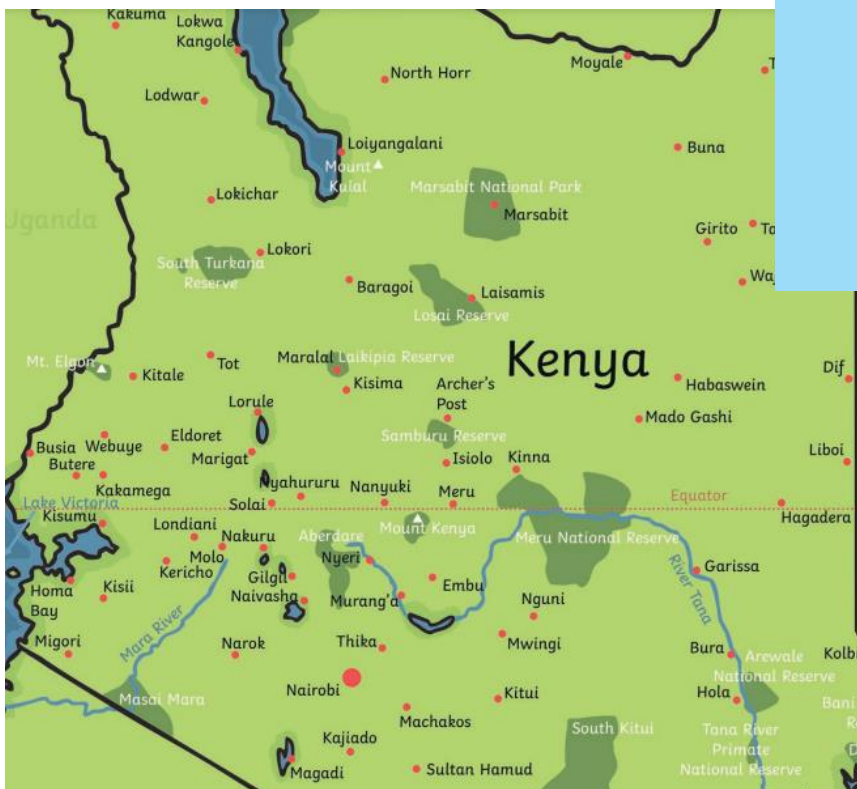 Kakuma
Lokwa
Kangole
North Horr
Moyale
Lodwar
Loiyangalani
Buna
Mount
Kulal
Marsabit National Park
Lokichar
Marsabit
Uganda
Girito
Lokori
South Turkana
Reserve
Baragoi
Laisamis
Losai Reserve
Kenya
Mt. Elgon
Tot
Maralal
Laikipia Reserve
Kitale
Kisima
Archer's
Post
Habaswein
Dif
Lorule
Mado Gashi
Samburu Reserve
Busia
Webuye
Eldoret
Butere
Marigat
Isiolo
Kinna
Liboi
Kakamega
Nyahururu
Nanyuki
Meru
Equator
Lake Victoria
Solai
Hagadera
Kisumu
Londiani
Nakuru
Aberdare
Mount Kenya
Meru National Reserve
Molo
Nyeri
Kericho
Gilgil
Embu
Garissa
River Tana
Homa
Bay
Kisii
Naivasha
Murang'a
Nguni
Mara River
Mwingi
Migori
Narok
Thika
Bura
Arewale
National Reserve
Masai Mara
Nairobi
Kitui
Hola
Machakos
South Kitui
Tana River
Primate
National Reserve
Kajiado
Magadi
Sultan Hamud